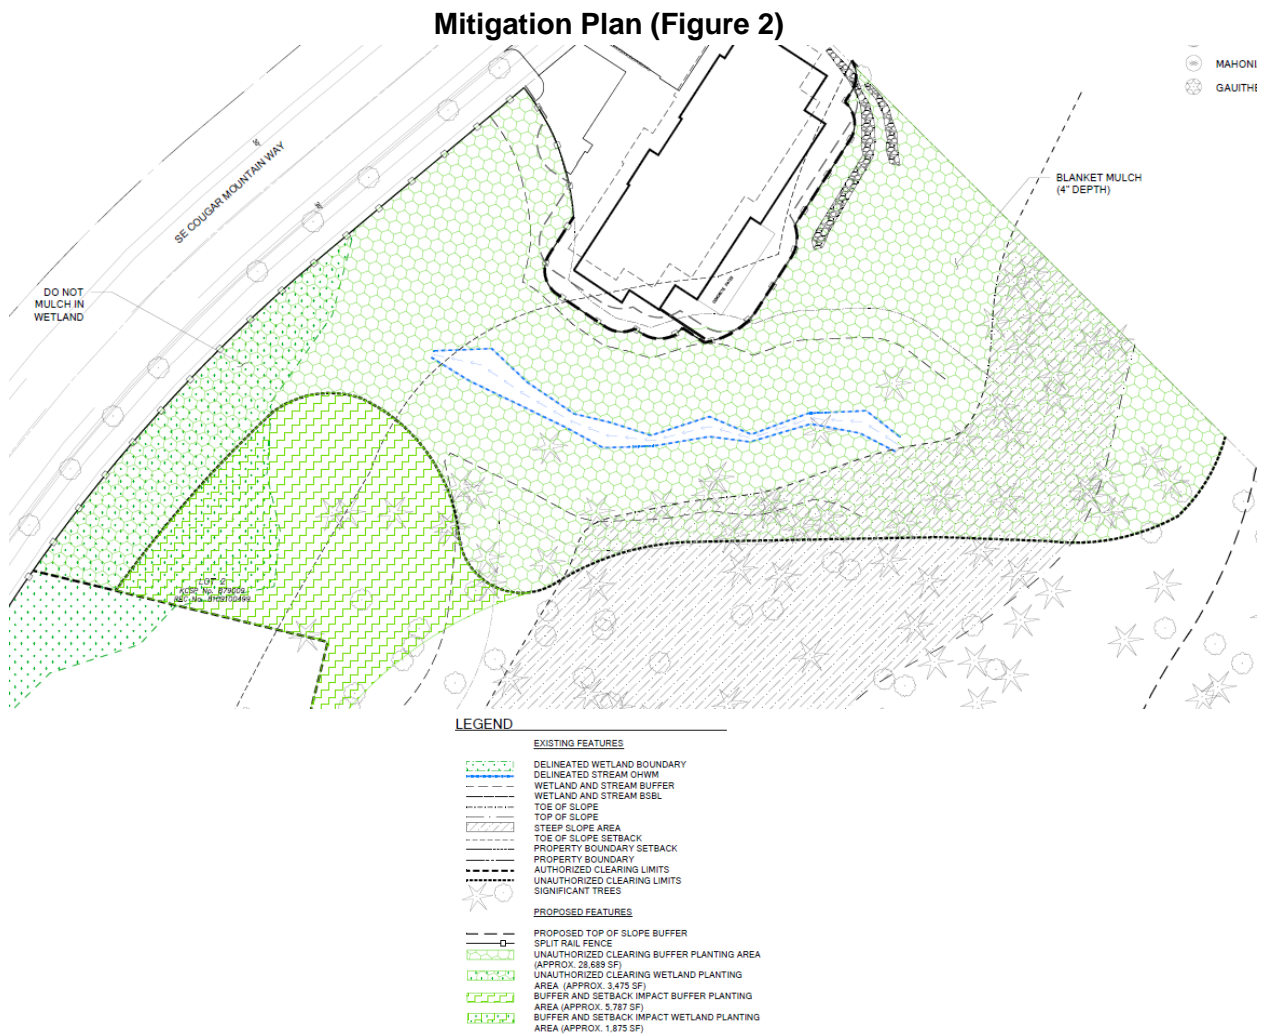 Mitigation Plan (Figure 2)
MAHONI
GAUITHE
SE COUGAR MOUNTAIN WAY
BLANKET MULCH
(4" DEPTH)
DO NOT
MULCH IN
WETLAND
CONCRETE PATIO
LOT 2
LEGEND
EXISTING FEATURES
DELINEATED WETLAND BOUNDARY
DELINEATED STREAM OHWM
WETLAND AND STREAM BUFFER
WETLAND AND STREAM BSBL
TOE OF SLOPE
TOP OF SLOPE
STEEP SLOPE AREA
TOE OF SLOPE SETBACK
PROPERTY BOUNDARY SETBACK
PROPERTY BOUNDARY
AUTHORIZED CLEARING LIMITS
UNAUTHORIZED CLEARING LIMITS
SIGNIFICANT TREES
PROPOSED FEATURES
PROPOSED TOP OF SLOPE BUFFER
SPLIT RAIL FENCE
UNAUTHORIZED CLEARING BUFFER PLANTING AREA
(APPROX. 28,689 SF)
UNAUTHORIZED CLEARING WETLAND PLANTING
AREA (APPROX. 3,475 SF)
BUFFER AND SETBACK IMPACT BUFFER PLANTING
AREA (APPROX. 5,787 SF)
BUFFER AND SETBACK IMPACT WETLAND PLANTING
AREA (APPROX. 1,875 SF)